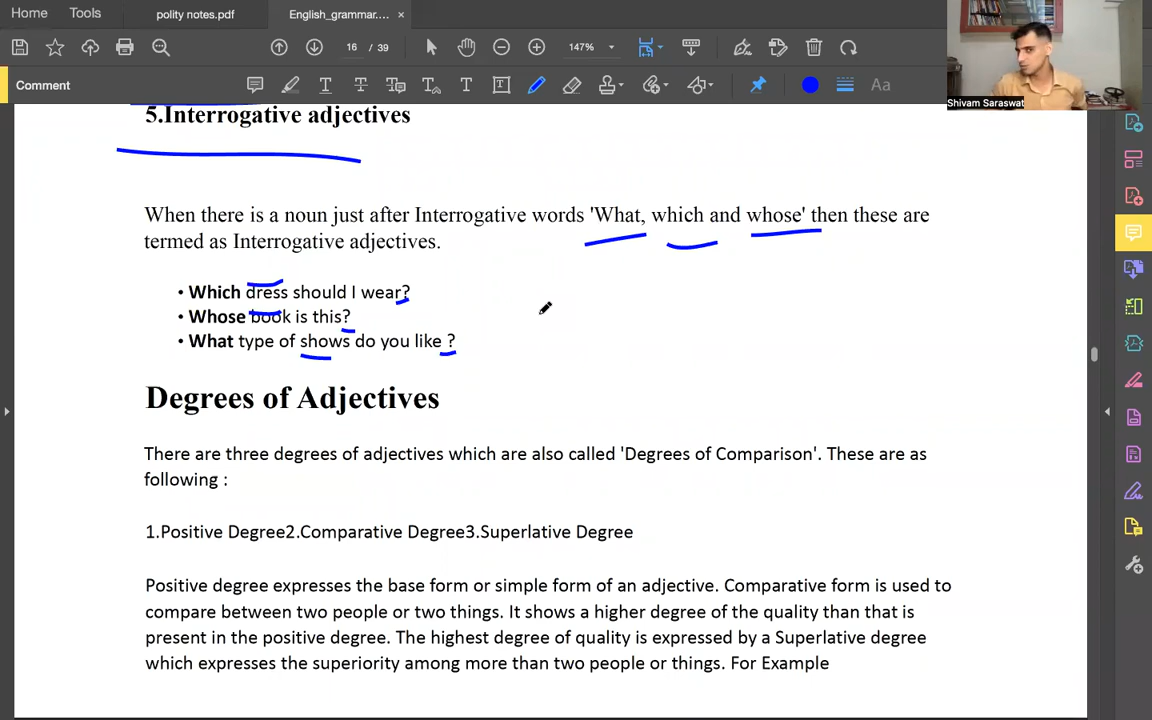 Home Tools polity notes.pdf English_grammar.... ×
16 / 39 147%
Comment Aa
Shivam Saraswat
5.Interrogative adjectives
When there is a noun just after Interrogative words 'What, which and whose' then these are
termed as Interrogative adjectives.
• Which dress should I wear?
• Whose book is this?
• What type of shows do you like ?
Degrees of Adjectives
There are three degrees of adjectives which are also called 'Degrees of Comparison'. These are as
following :
1.Positive Degree2.Comparative Degree3.Superlative Degree
Positive degree expresses the base form or simple form of an adjective. Comparative form is used to
compare between two people or two things. It shows a higher degree of the quality than that is
present in the positive degree. The highest degree of quality is expressed by a Superlative degree
which expresses the superiority among more than two people or things. For Example